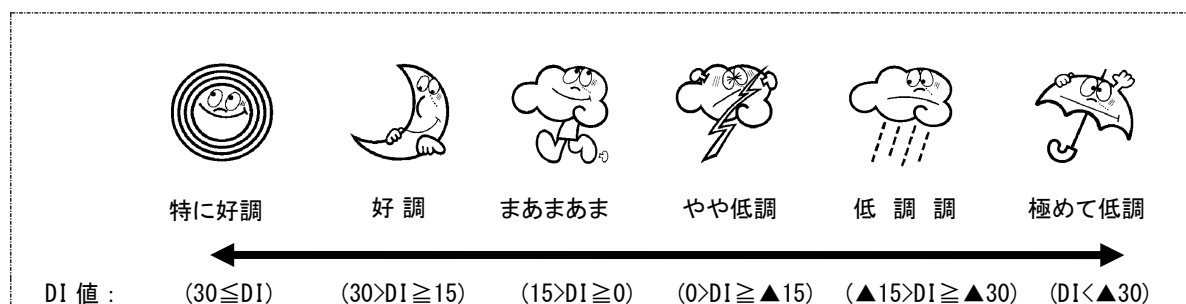 特に好調 好 調 まあまあま やや低調 低 調 調 極めて低調
DI 値 : (30≦DI) (30>DI≧15) (15>DI≧0) (0>DI≧▲15) (▲15>DI≧▲30) (DI<▲30)